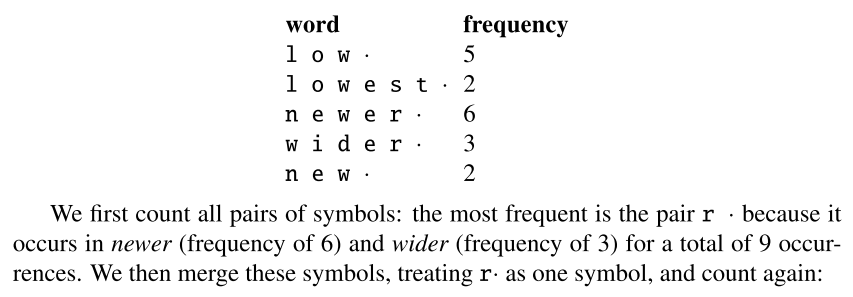 word frequency
l o w · 5
l o w e s t · 2
n e w e r · 6
w i d e r · 3
n e w · 2
We first count all pairs of symbols: the most frequent is the pair r · because it
occurs in newer (frequency of 6) and wider (frequency of 3) for a total of 9 occur-
rences. We then merge these symbols, treating r· as one symbol, and count again: